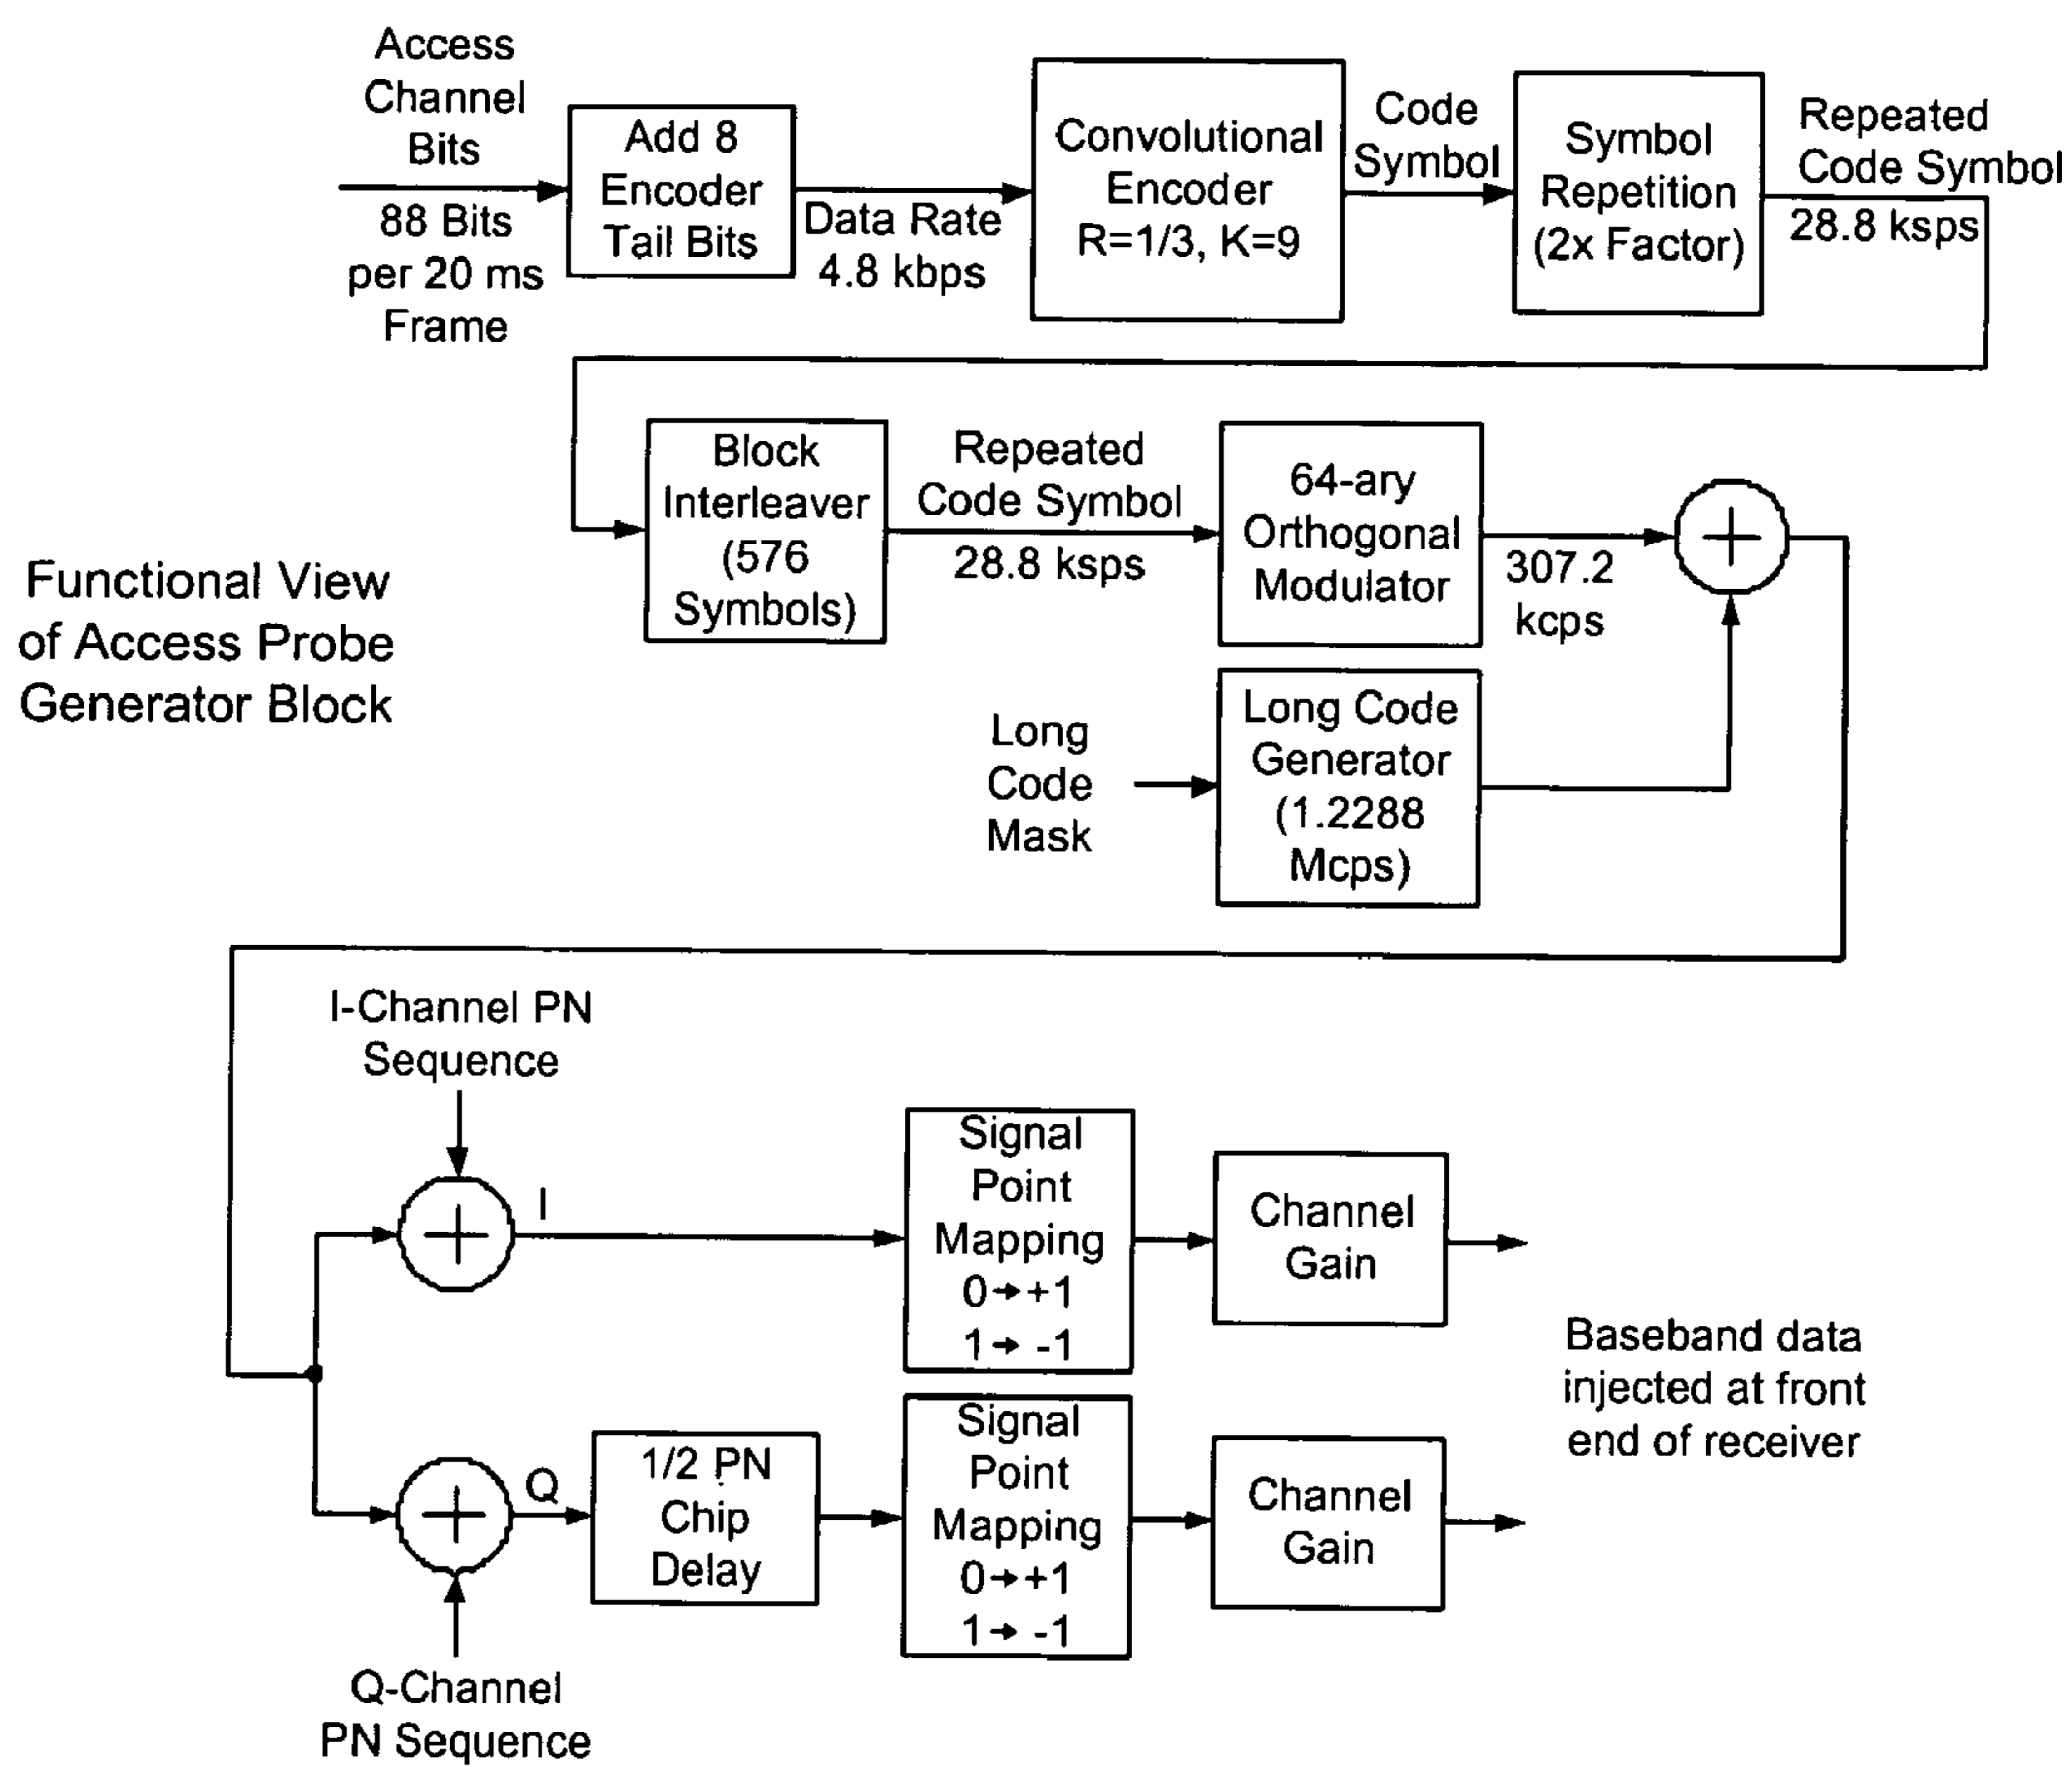 Access
Channel
Bits
88 Bits
per 20 ms
Frame
Add 8
Encoder
Tail Bits
Data Rate
4.8 kbps
Convolutional
Encoder
R=1/3, K=9
Code
Symbol
Symbol
Repetition
(2x Factor)
Repeated
Code Symbol
28.8 ksps
Block
Interleaver
(576
Symbols)
Repeated
Code Symbol
28.8 ksps
64-ary
Orthogonal
Modulator
307.2
kcps
Functional View
of Access Probe
Generator Block
Long
Code
Mask
Long Code
Generator
(1.2288
Mcps)
I-Channel PN
Sequence
I
Signal
Point
Mapping
0→+1
1→ -1
Channel
Gain
Baseband data
injected at front
end of receiver
Q
1/2 PN
Chip
Delay
Signal
Point
Mapping
0→+1
1→ -1
Channel
Gain
Q-Channel
PN Sequence